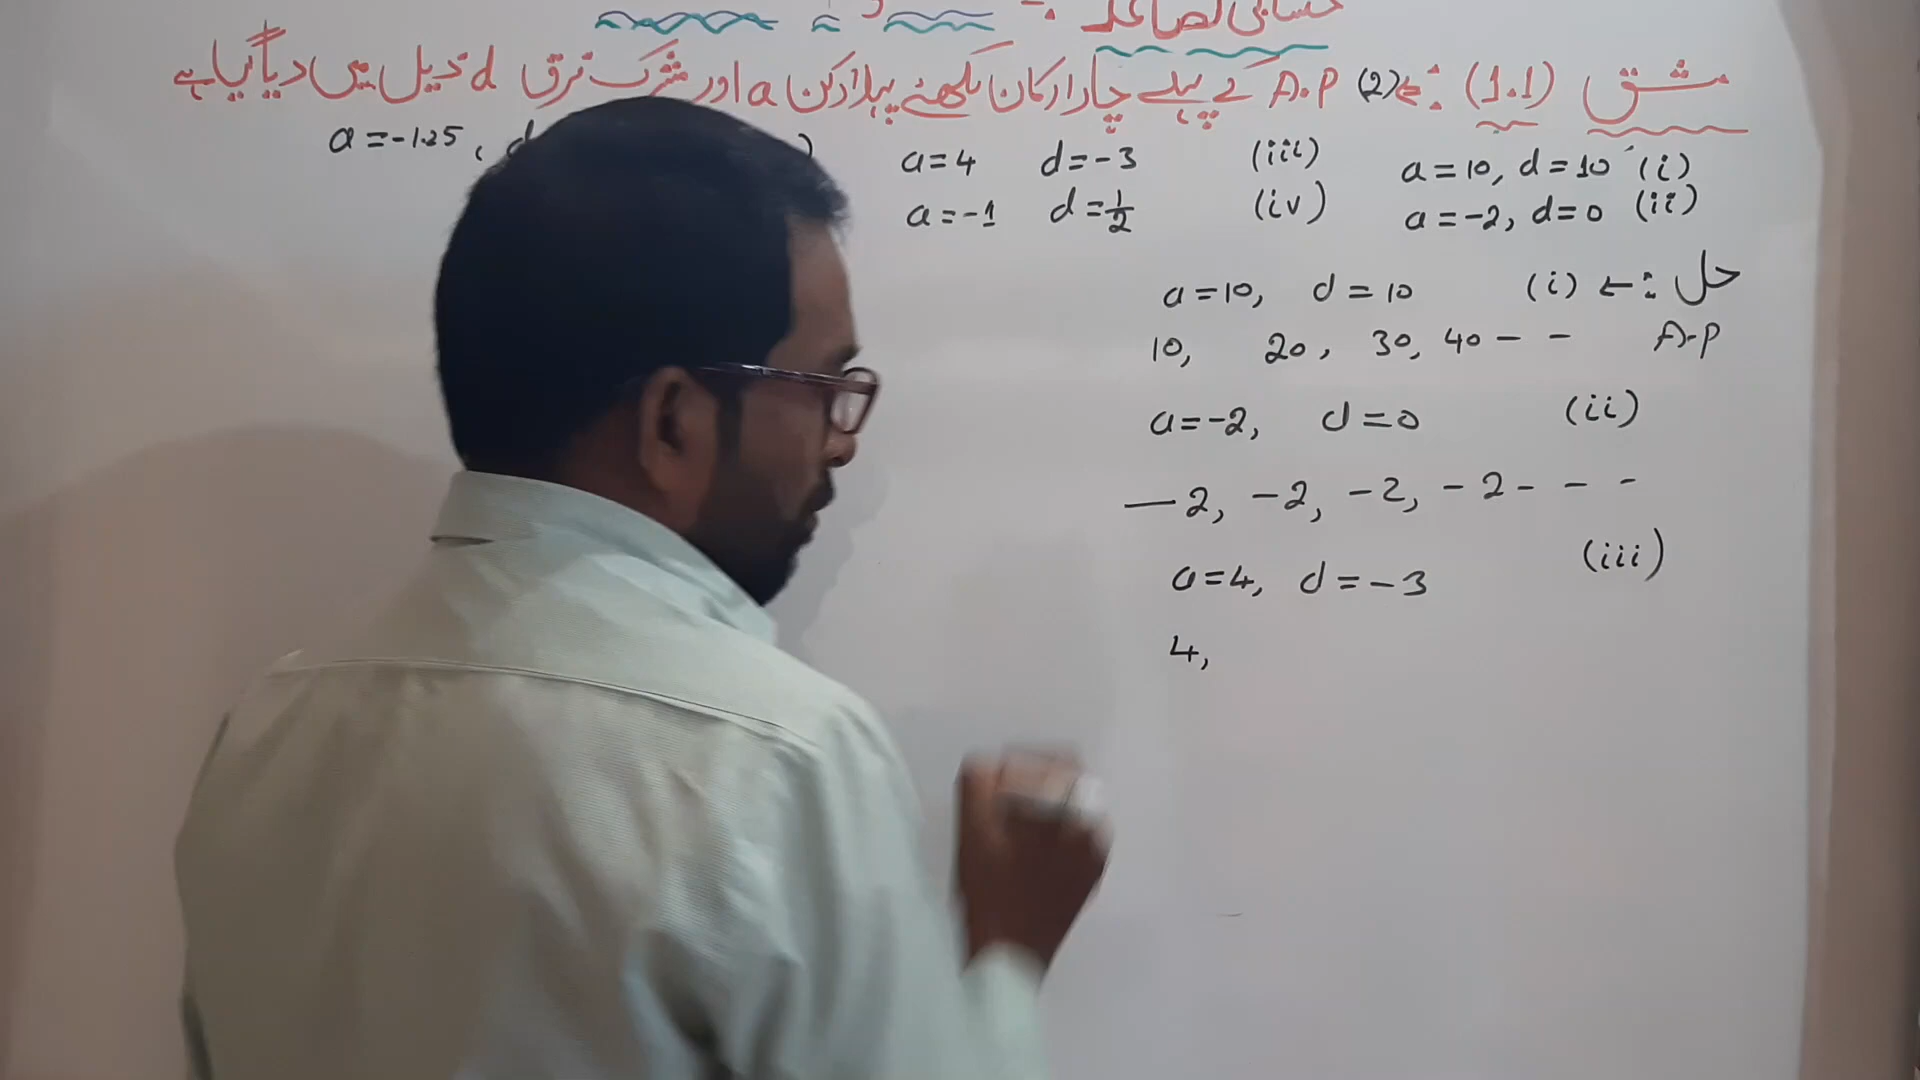 حسابی تصاعد :-
مشق (1.1) :⇐ (2) A.P کے پہلے چار ارکان لکھئے پہلا رکن a اور مشترک فرق d ذیل میں دیا گیا ہے
a=10, d=10 (i)
a=-2, d=0 (ii)
a=4 d=-3 (iii)
a=-1 d=1/2 (iv)
a=-1.25, d
حل :← (i) a=10, d=10
10, 20, 30, 40 - - A.P
a=-2, d=0 (ii)
-2, -2, -2, -2 - - -
a=4, d=-3 (iii)
4,